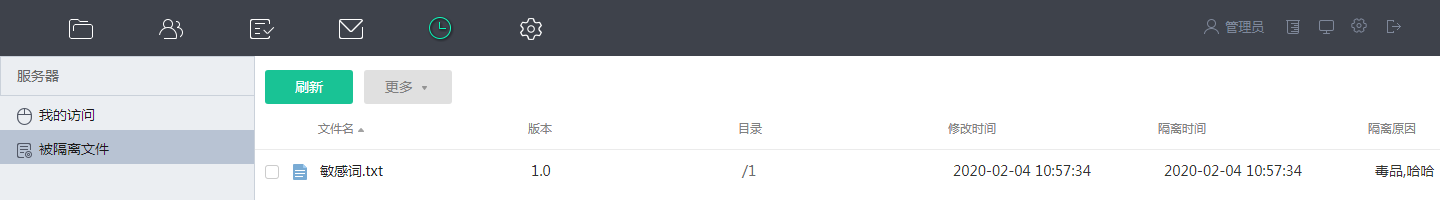 管理员
服务器
我的访问
被隔离文件
刷新 更多
文件名 版本 目录 修改时间 隔离时间 隔离原因
敏感词.txt 1.0 /1 2020-02-04 10:57:34 2020-02-04 10:57:34 毒品,哈哈